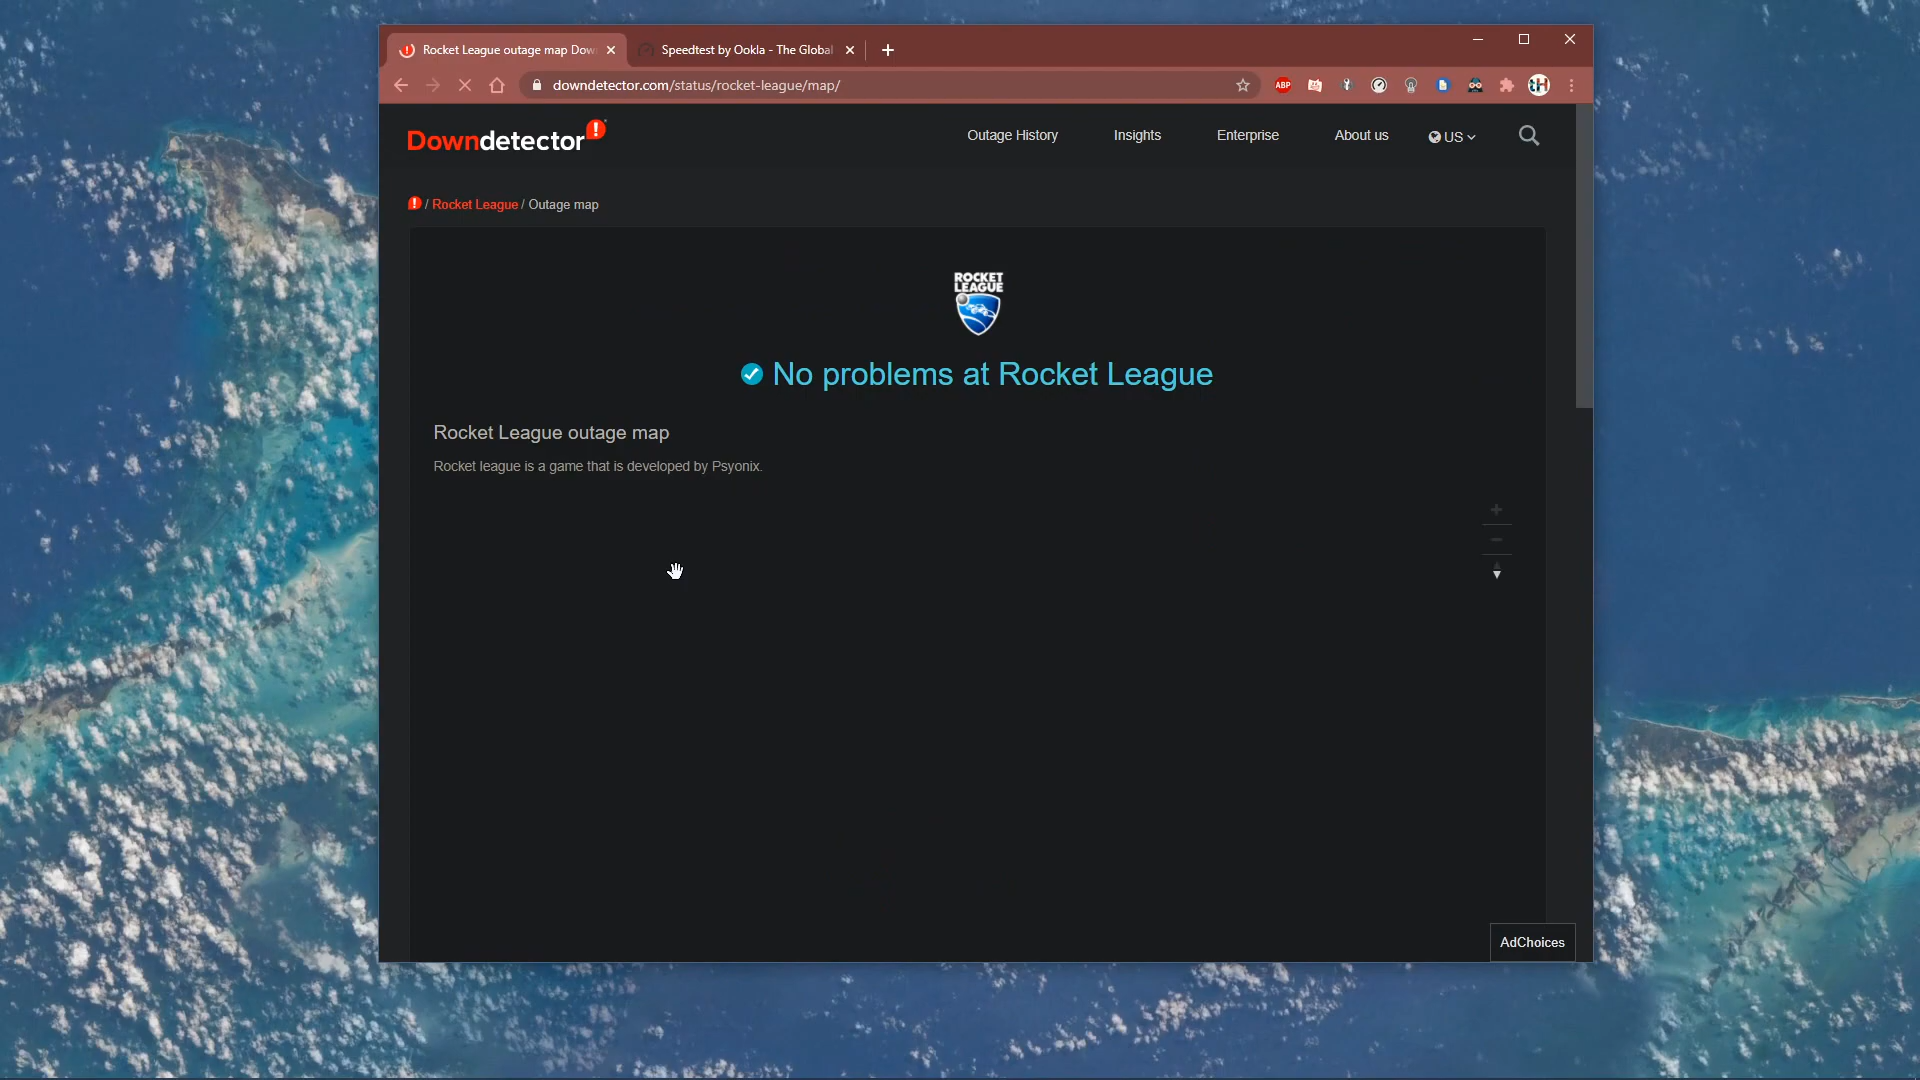 Rocket League outage map Dow
Speedtest by Ookla - The Global
downdetector.com/status/rocket-league/map/
ABP
Downdetector!
Outage History
Insights
Enterprise
About us
US
! / Rocket League / Outage map
ROCKET
LEAGUE
No problems at Rocket League
Rocket League outage map
Rocket league is a game that is developed by Psyonix.
+
−
AdChoices